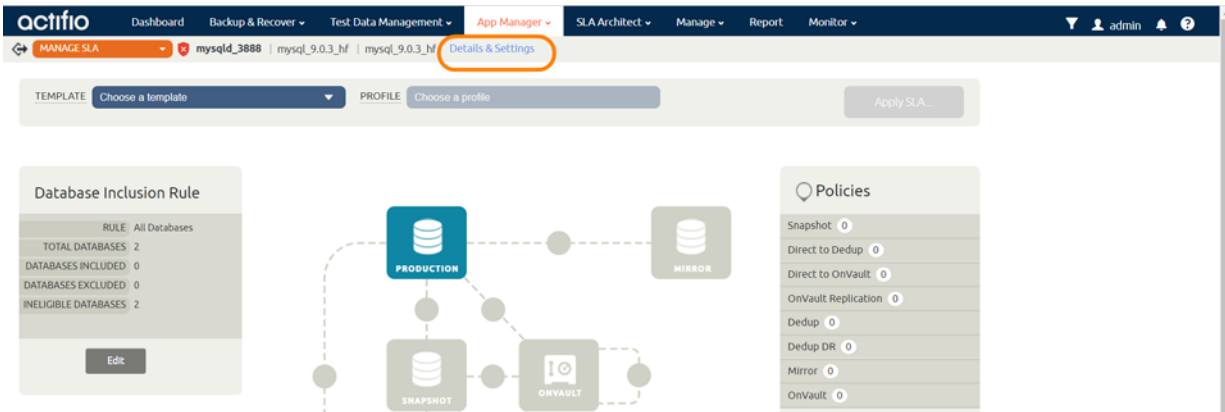 actifio Dashboard Backup & Recover Test Data Management App Manager SLA Architect Manage Report Monitor admin ?
MANAGE SLA mysqld_3888 | mysql_9.0.3_hf | mysql_9.0.3_hf Details & Settings
TEMPLATE Choose a template PROFILE Choose a profile Apply SLA...
Database Inclusion Rule
RULE All Databases
TOTAL DATABASES 2
DATABASES INCLUDED 0
DATABASES EXCLUDED 0
INELIGIBLE DATABASES 2
Edit
PRODUCTION
MIRROR
SNAPSHOT
ONVAULT
Policies
Snapshot 0
Direct to Dedup 0
Direct to OnVault 0
OnVault Replication 0
Dedup 0
Dedup DR 0
Mirror 0
OnVault 0